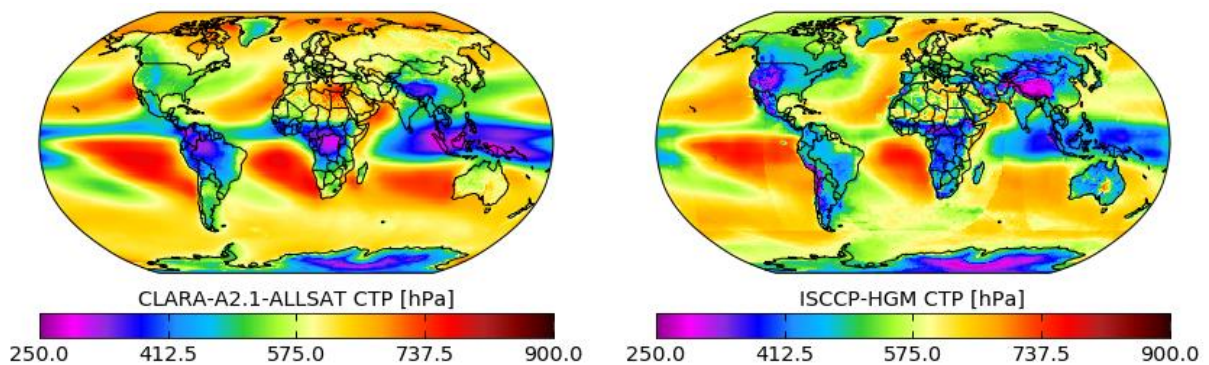 CLARA-A2.1-ALLSAT CTP [hPa]
250.0 412.5 575.0 737.5 900.0
ISCCP-HGM CTP [hPa]
250.0 412.5 575.0 737.5 900.0